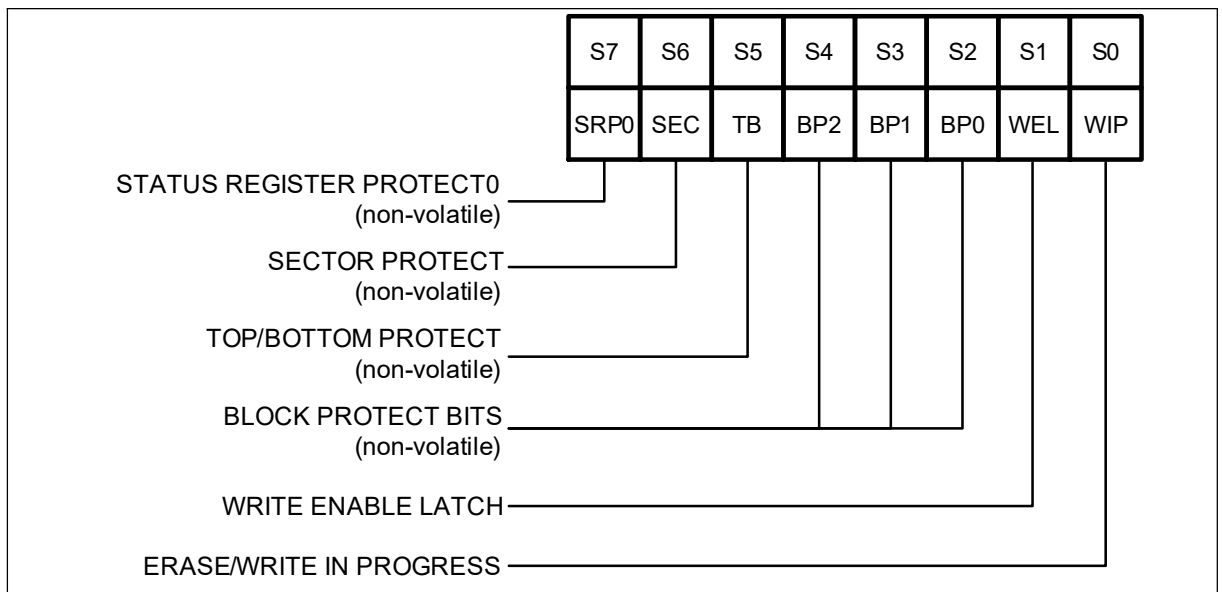 S7 S6 S5 S4 S3 S2 S1 S0
SRP0 SEC TB BP2 BP1 BP0 WEL WIP
STATUS REGISTER PROTECT0
(non-volatile)
SECTOR PROTECT
(non-volatile)
TOP/BOTTOM PROTECT
(non-volatile)
BLOCK PROTECT BITS
(non-volatile)
WRITE ENABLE LATCH
ERASE/WRITE IN PROGRESS